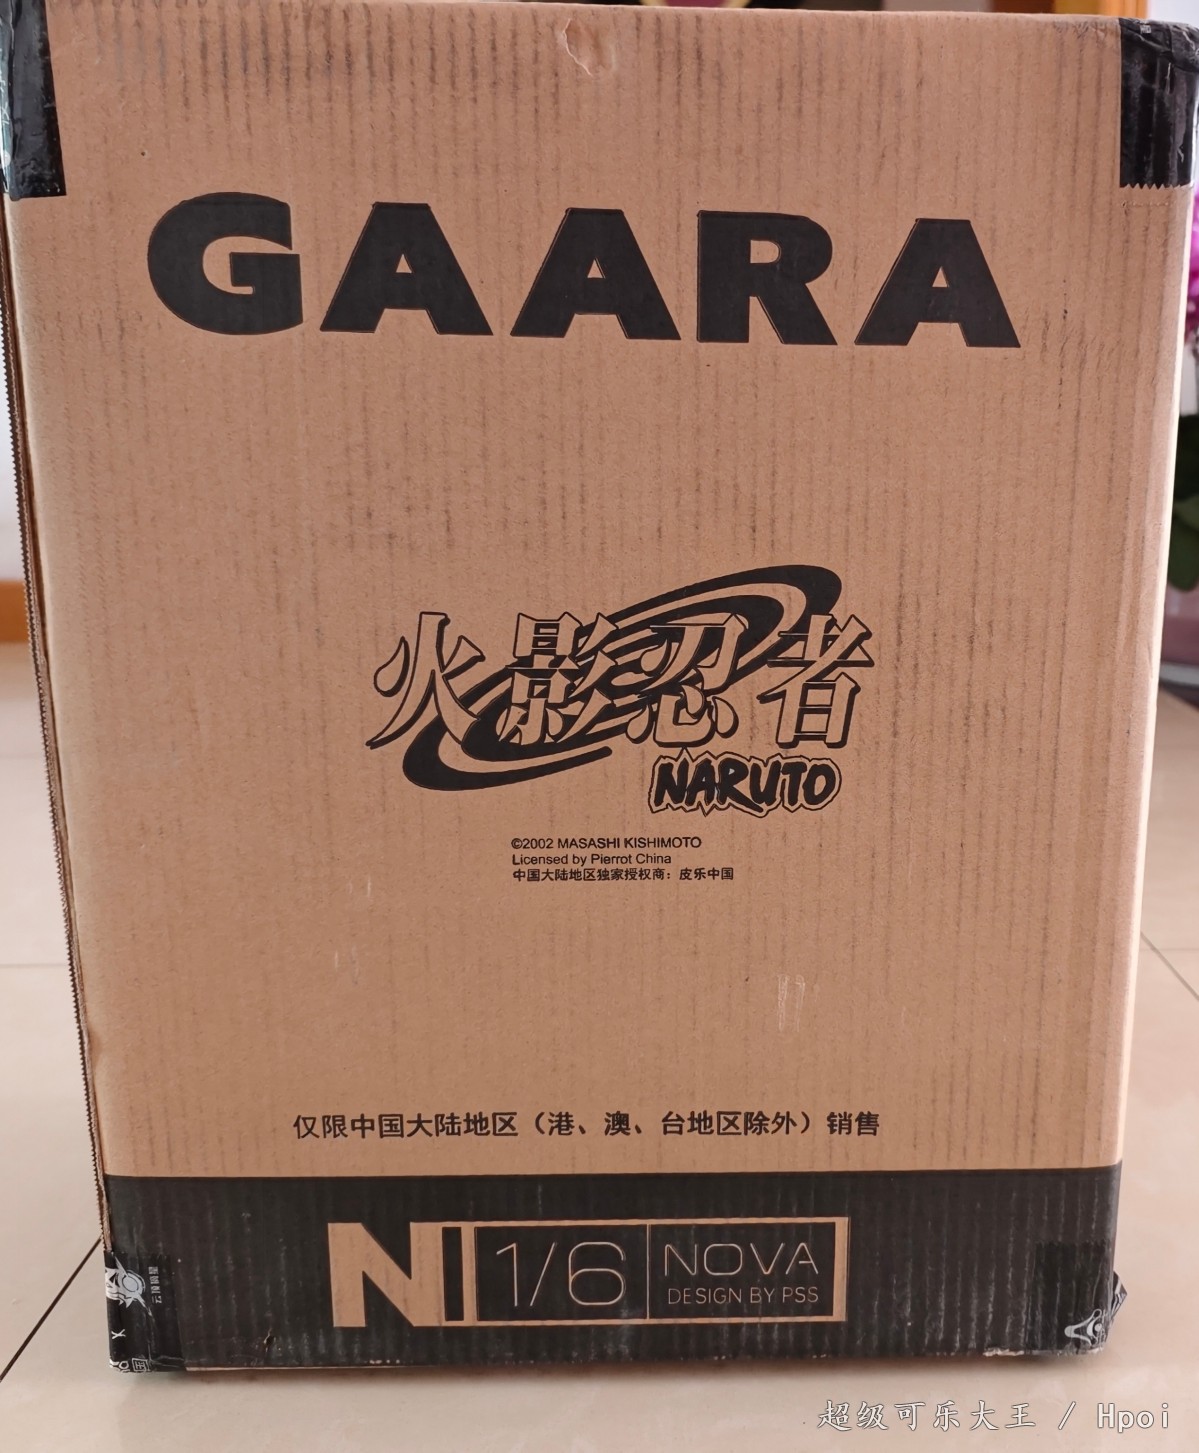 GAARA
火影忍者
NARUTO
©2002 MASASHI KISHIMOTO
Licensed by Pierrot China
中国大陆地区独家授权商：皮乐中国
仅限中国大陆地区（港、澳、台地区除外）销售
N
1/6
NOVA
DESIGN BY PSS
超级可乐大王 / Hpoi